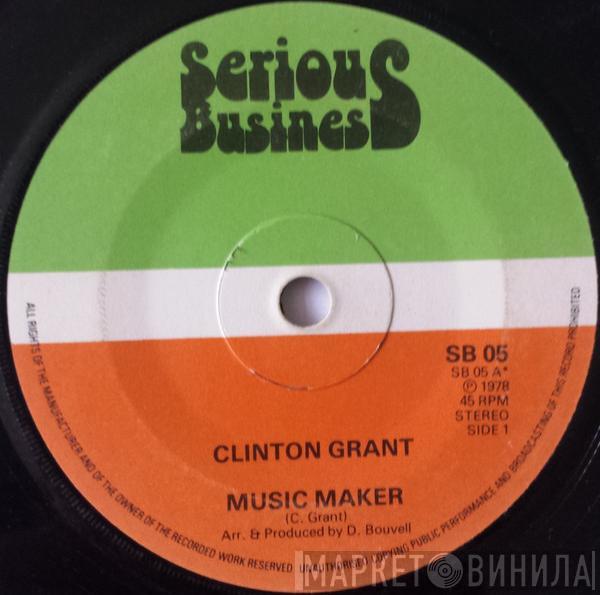 Serious
Business
SB 05
SB 05 A*
℗ 1978
45 RPM
STEREO
SIDE 1
CLINTON GRANT
MUSIC MAKER
(C. Grant)
Arr. & Produced by D. Bouvell
ALL RIGHTS OF THE MANUFACTURER AND OF THE OWNER OF THE RECORDED WORK RESERVED. UNAUTHORISED COPYING PUBLIC PERFORMANCE AND BROADCASTING OF THIS RECORD PROHIBITED
МАРКЕТ ВИНИЛА